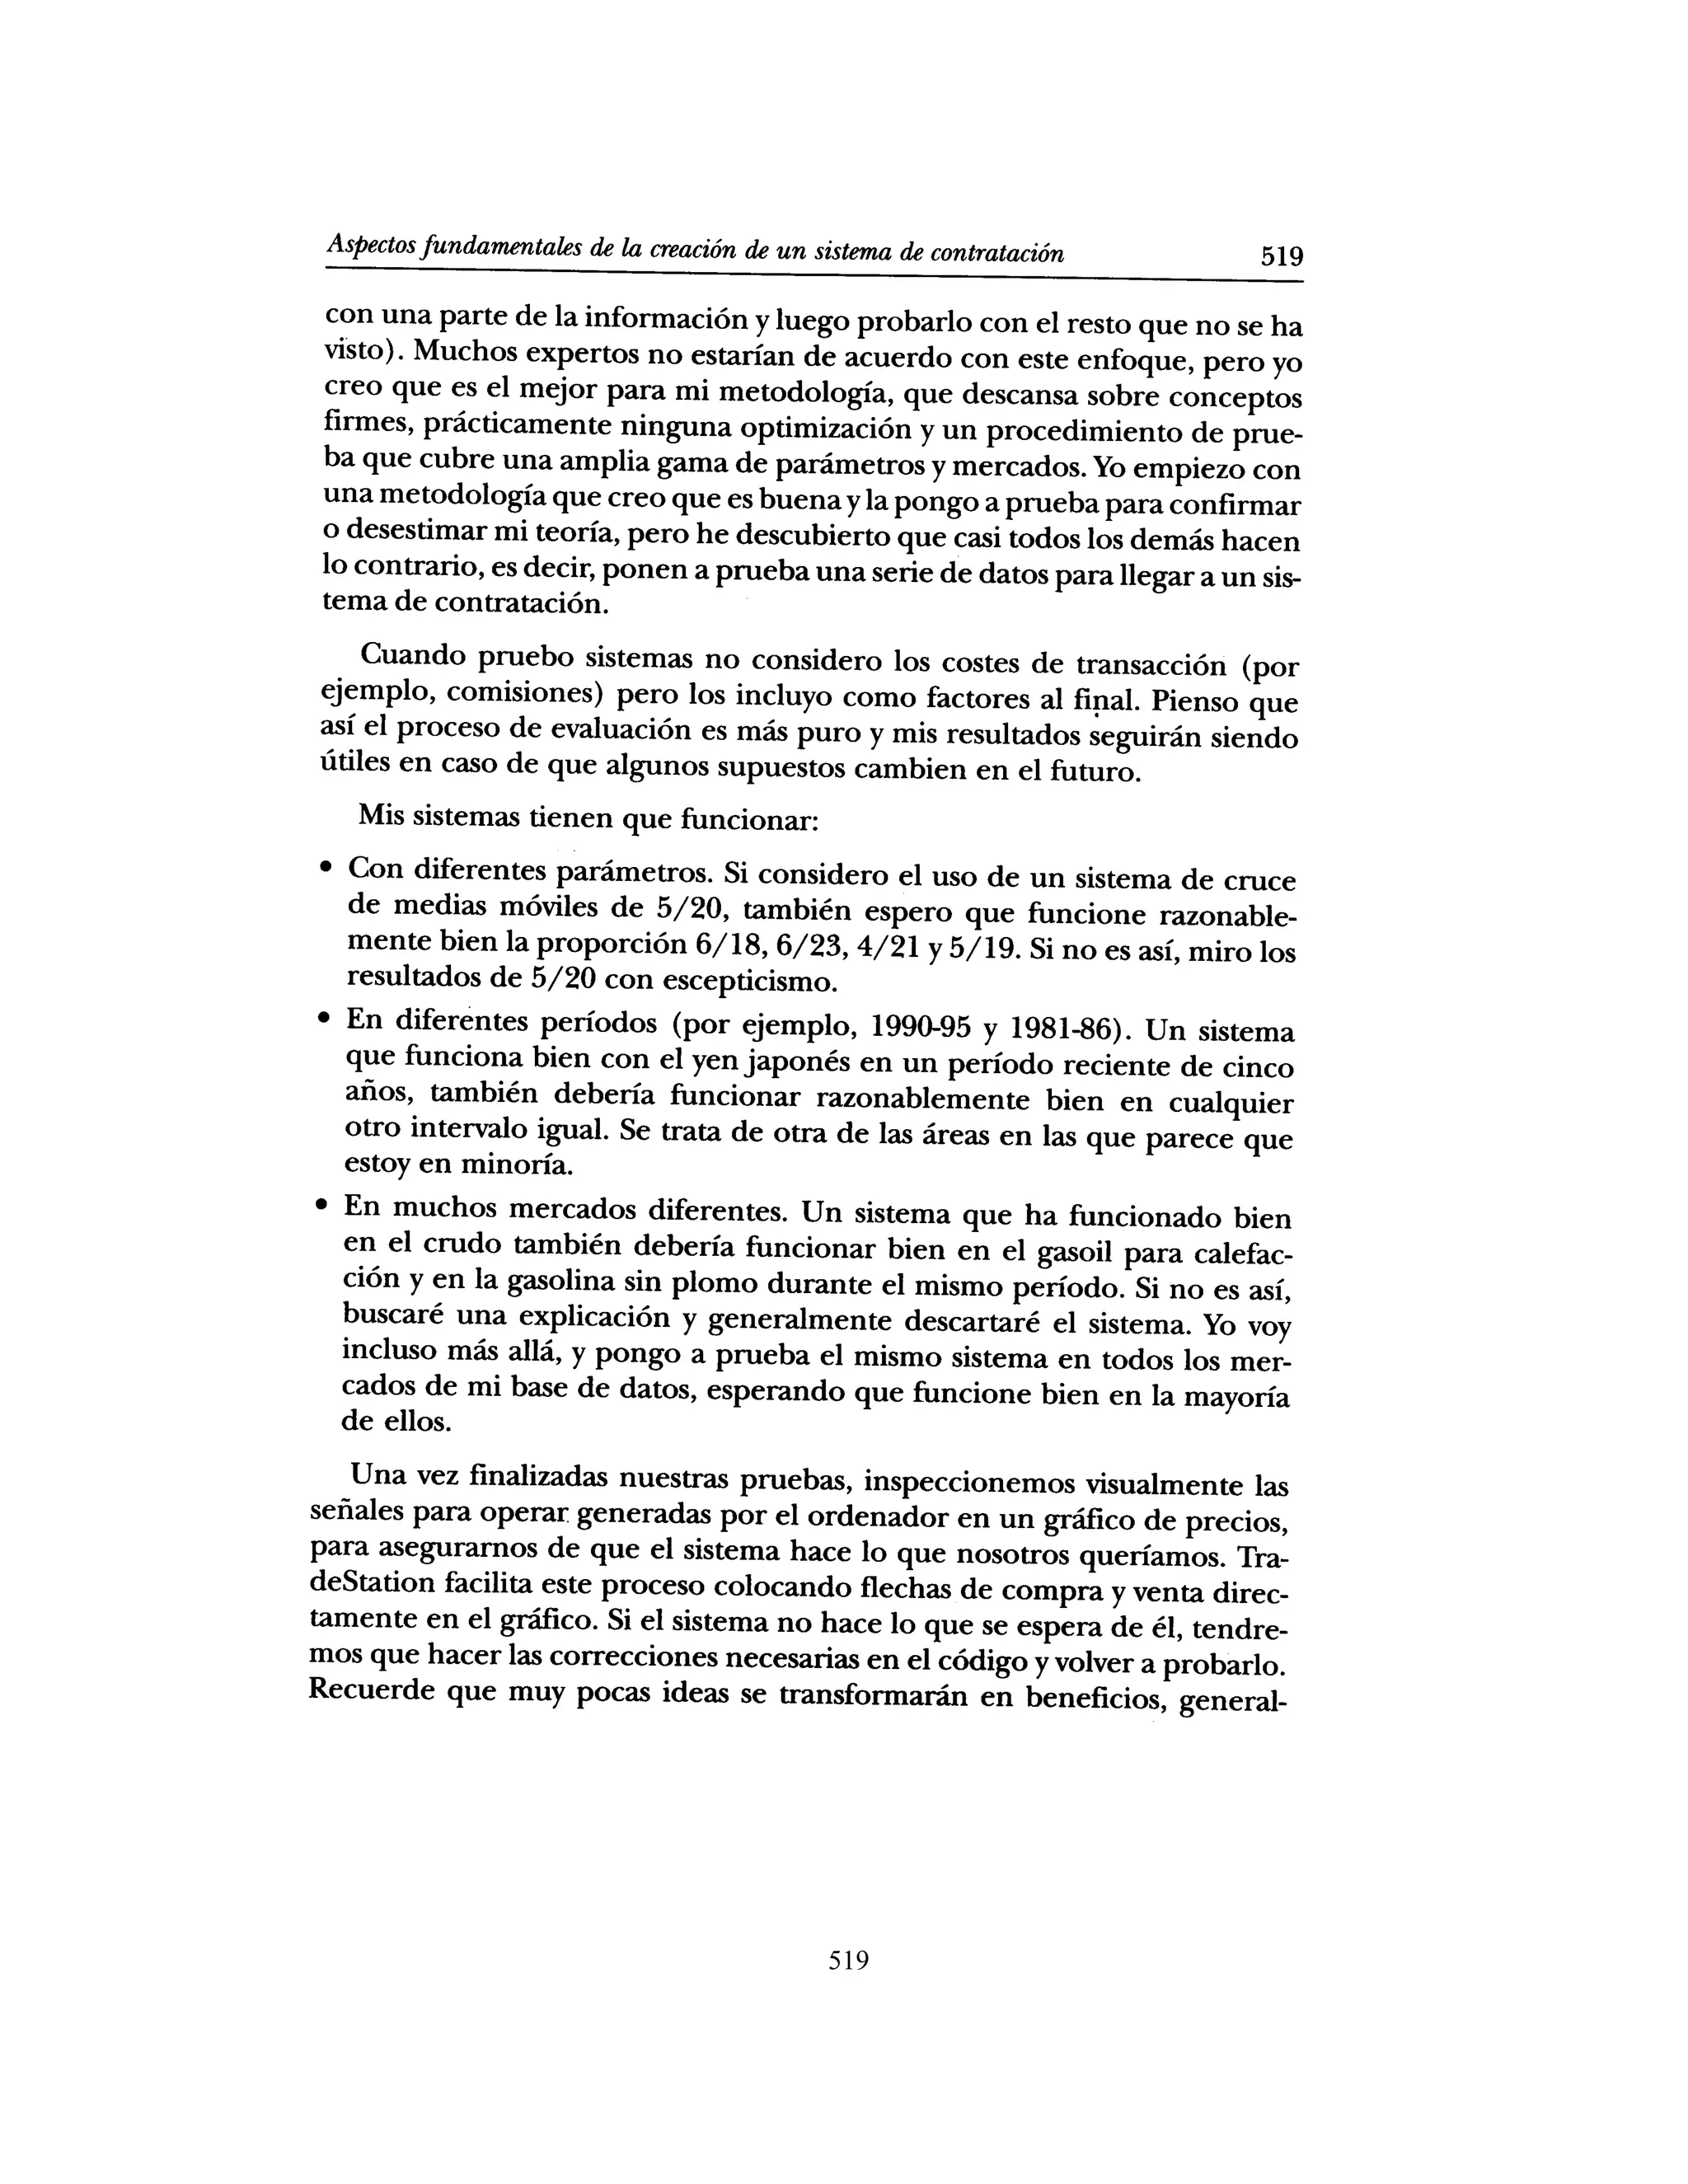 Aspectos fundamentales de la creación de un sistema de contratación 519
con una parte de la información y luego probarlo con el resto que no se ha
visto). Muchos expertos no estarían de acuerdo con este enfoque, pero yo
creo que es el mejor para mi metodología, que descansa sobre conceptos
firmes, prácticamente ninguna optimización y un procedimiento de prue-
ba que cubre una amplia gama de parámetros y mercados. Yo empiezo con
una metodología que creo que es buena y la pongo a prueba para confirmar
o desestimar mi teoría, pero he descubierto que casi todos los demás hacen
lo contrario, es decir, ponen a prueba una serie de datos para llegar a un sis-
tema de contratación.
Cuando pruebo sistemas no considero los costes de transacción (por
ejemplo, comisiones) pero los incluyo como factores al final. Pienso que
así el proceso de evaluación es más puro y mis resultados seguirán siendo
útiles en caso de que algunos supuestos cambien en el futuro.
Mis sistemas tienen que funcionar:
• Con diferentes parámetros. Si considero el uso de un sistema de cruce
de medias móviles de 5/20, también espero que funcione razonable-
mente bien la proporción 6/18, 6/23, 4/21 y 5/19. Si no es así, miro los
resultados de 5/20 con escepticismo.
• En diferentes períodos (por ejemplo, 1990-95 y 1981-86). Un sistema
que funciona bien con el yen japonés en un período reciente de cinco
años, también debería funcionar razonablemente bien en cualquier
otro intervalo igual. Se trata de otra de las áreas en las que parece que
estoy en minoría.
• En muchos mercados diferentes. Un sistema que ha funcionado bien
en el crudo también debería funcionar bien en el gasoil para calefac-
ción y en la gasolina sin plomo durante el mismo período. Si no es así,
buscaré una explicación y generalmente descartaré el sistema. Yo voy
incluso más allá, y pongo a prueba el mismo sistema en todos los mer-
cados de mi base de datos, esperando que funcione bien en la mayoría
de ellos.
Una vez finalizadas nuestras pruebas, inspeccionemos visualmente las
señales para operar generadas por el ordenador en un gráfico de precios,
para asegurarnos de que el sistema hace lo que nosotros queríamos. Tra-
deStation facilita este proceso colocando flechas de compra y venta direc-
tamente en el gráfico. Si el sistema no hace lo que se espera de él, tendre-
mos que hacer las correcciones necesarias en el código y volver a probarlo.
Recuerde que muy pocas ideas se transformarán en beneficios, general-
519